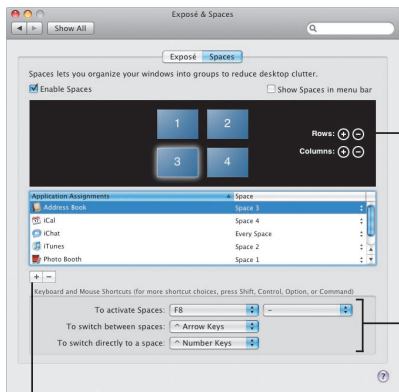 Exposé & Spaces
Show All
Exposé Spaces
Spaces lets you organize your windows into groups to reduce desktop clutter.
Enable Spaces Show Spaces in menu bar
1 2
Rows:
3 4
Columns:
Application Assignments Space
Address Book Space 3
iCal Space 4
iChat Every Space
iTunes Space 2
Photo Booth Space 1
+ −
Keyboard and Mouse Shortcuts (for more shortcut choices, press Shift, Control, Option, or Command)
To activate Spaces: F8 –
To switch between spaces: ^ Arrow Keys
To switch directly to a space: ^ Number Keys
?